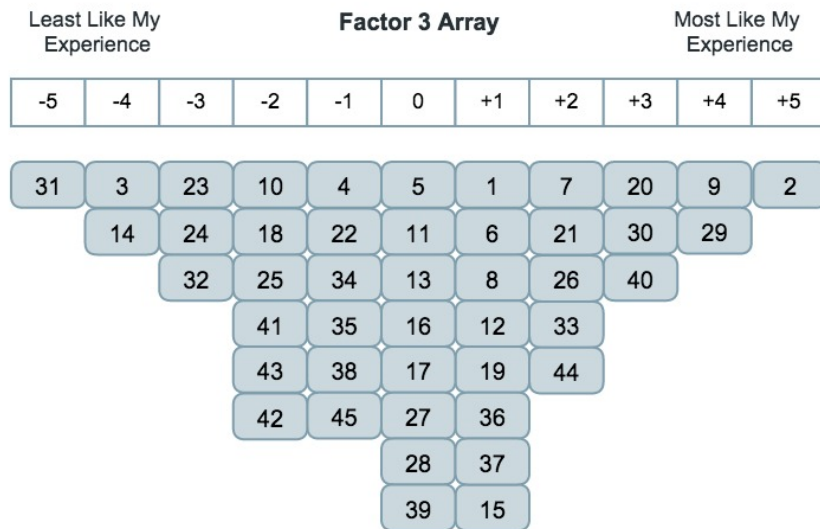 Least Like My
Experience
Factor 3 Array
Most Like My
Experience
-5 -4 -3 -2 -1 0 +1 +2 +3 +4 +5
31 3 23 10 4 5 1 7 20 9 2
14 24 18 22 11 6 21 30 29
32 25 34 13 8 26 40
41 35 16 12 33
43 38 17 19 44
42 45 27 36
28 37
39 15